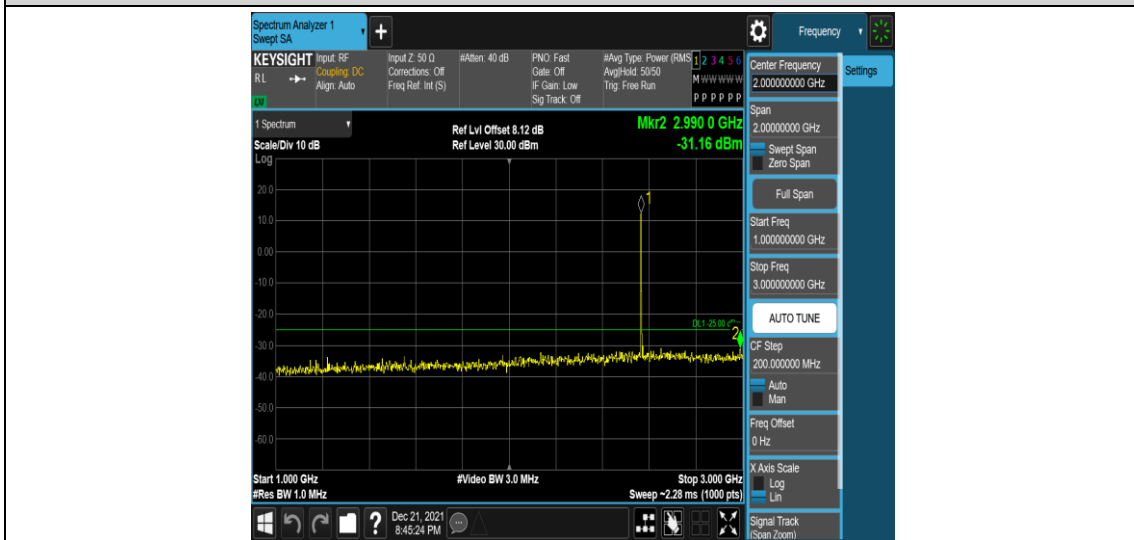 Spectrum Analyzer 1
Swept SA
+
Frequency
KEYSIGHT
RL
Input: RF
Coupling: DC
Align: Auto
Input Z: 50 Ω
Corrections: Off
Freq Ref: Int (S)
#Atten: 40 dB
PNO: Fast
Gate: Off
IF Gain: Low
Sig Track: Off
#Avg Type: Power (RMS
Avg|Hold: 50/50
Trig: Free Run
1 2 3 4 5 6
M W W W W W
P P P P P P
1 Spectrum
Scale/Div 10 dB
Log
Ref Lvl Offset 8.12 dB
Ref Level 30.00 dBm
Mkr2 2.990 0 GHz
-31.16 dBm
20.0
10.0
0.00
-10.0
-20.0
-30.0
-40.0
-50.0
-60.0
1
DL1 -25.00
2
Start 1.000 GHz
#Res BW 1.0 MHz
#Video BW 3.0 MHz
Stop 3.000 GHz
Sweep ~2.28 ms (1000 pts)
?
Dec 21, 2021
8:45:24 PM
Center Frequency
2.000000000 GHz
Settings
Span
2.00000000 GHz
Swept Span
Zero Span
Full Span
Start Freq
1.000000000 GHz
Stop Freq
3.000000000 GHz
AUTO TUNE
CF Step
200.000000 MHz
Auto
Man
Freq Offset
0 Hz
X Axis Scale
Log
Lin
Signal Track
(Span Zoom)